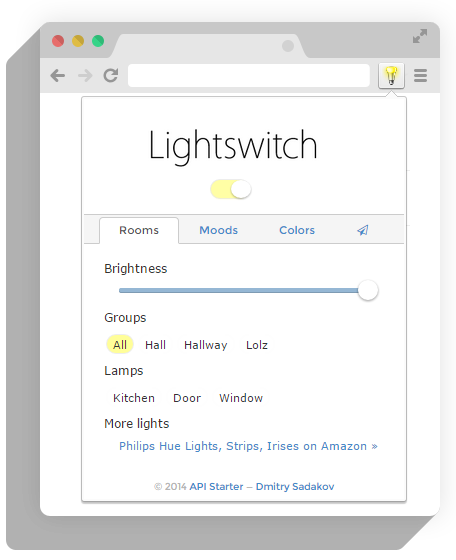 Lightswitch
Rooms Moods Colors
Brightness
Groups
All Hall Hallway Lolz
Lamps
Kitchen Door Window
More lights
Philips Hue Lights, Strips, Irises on Amazon »
© 2014 API Starter — Dmitry Sadakov